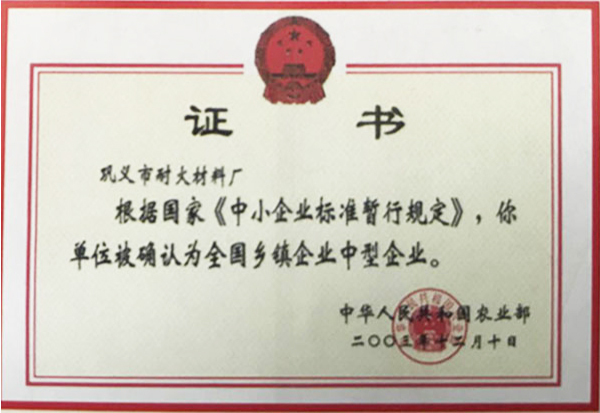 证 书
巩义市耐火材料厂
根据国家《中小企业标准暂行规定》，你
单位被确认为全国乡镇企业中型企业。
中华人民共和国农业部
二〇〇三年十二月十日